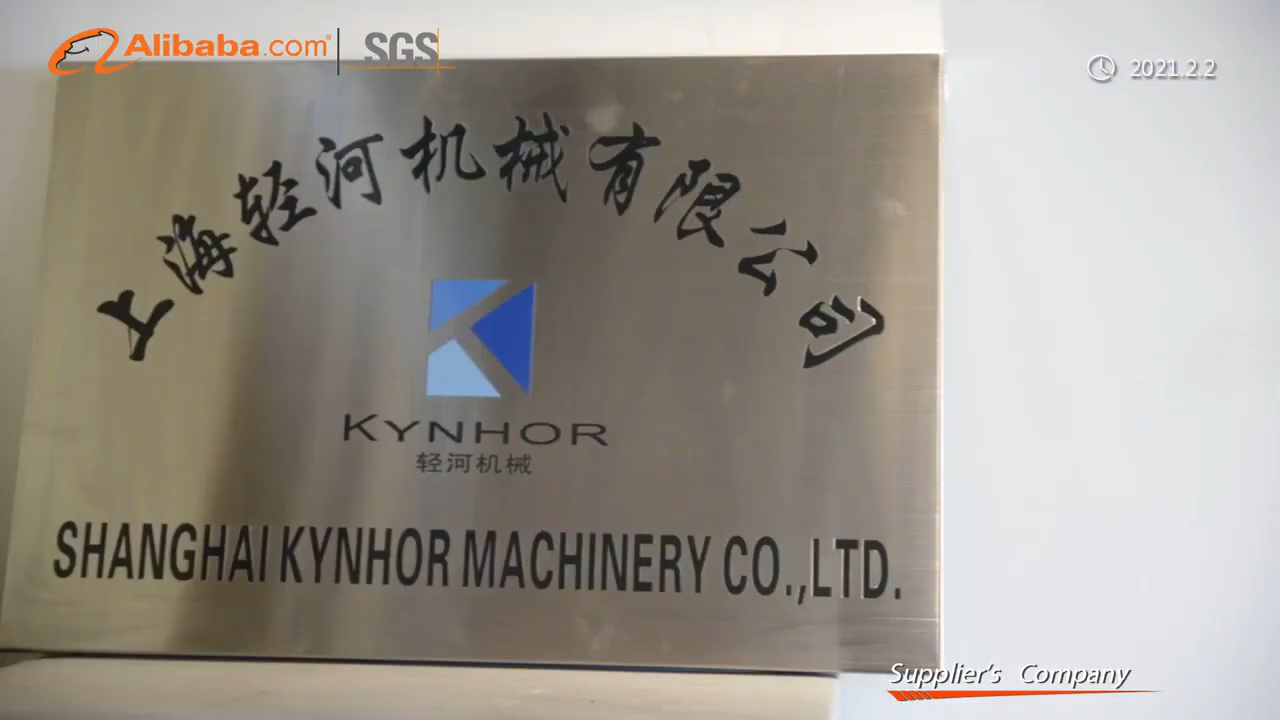 Alibaba.com
SGS
2021.2.2
上海轻河机械有限公司
KYNHOR
轻河机械
SHANGHAI KYNHOR MACHINERY CO.,LTD.
Supplier's Company